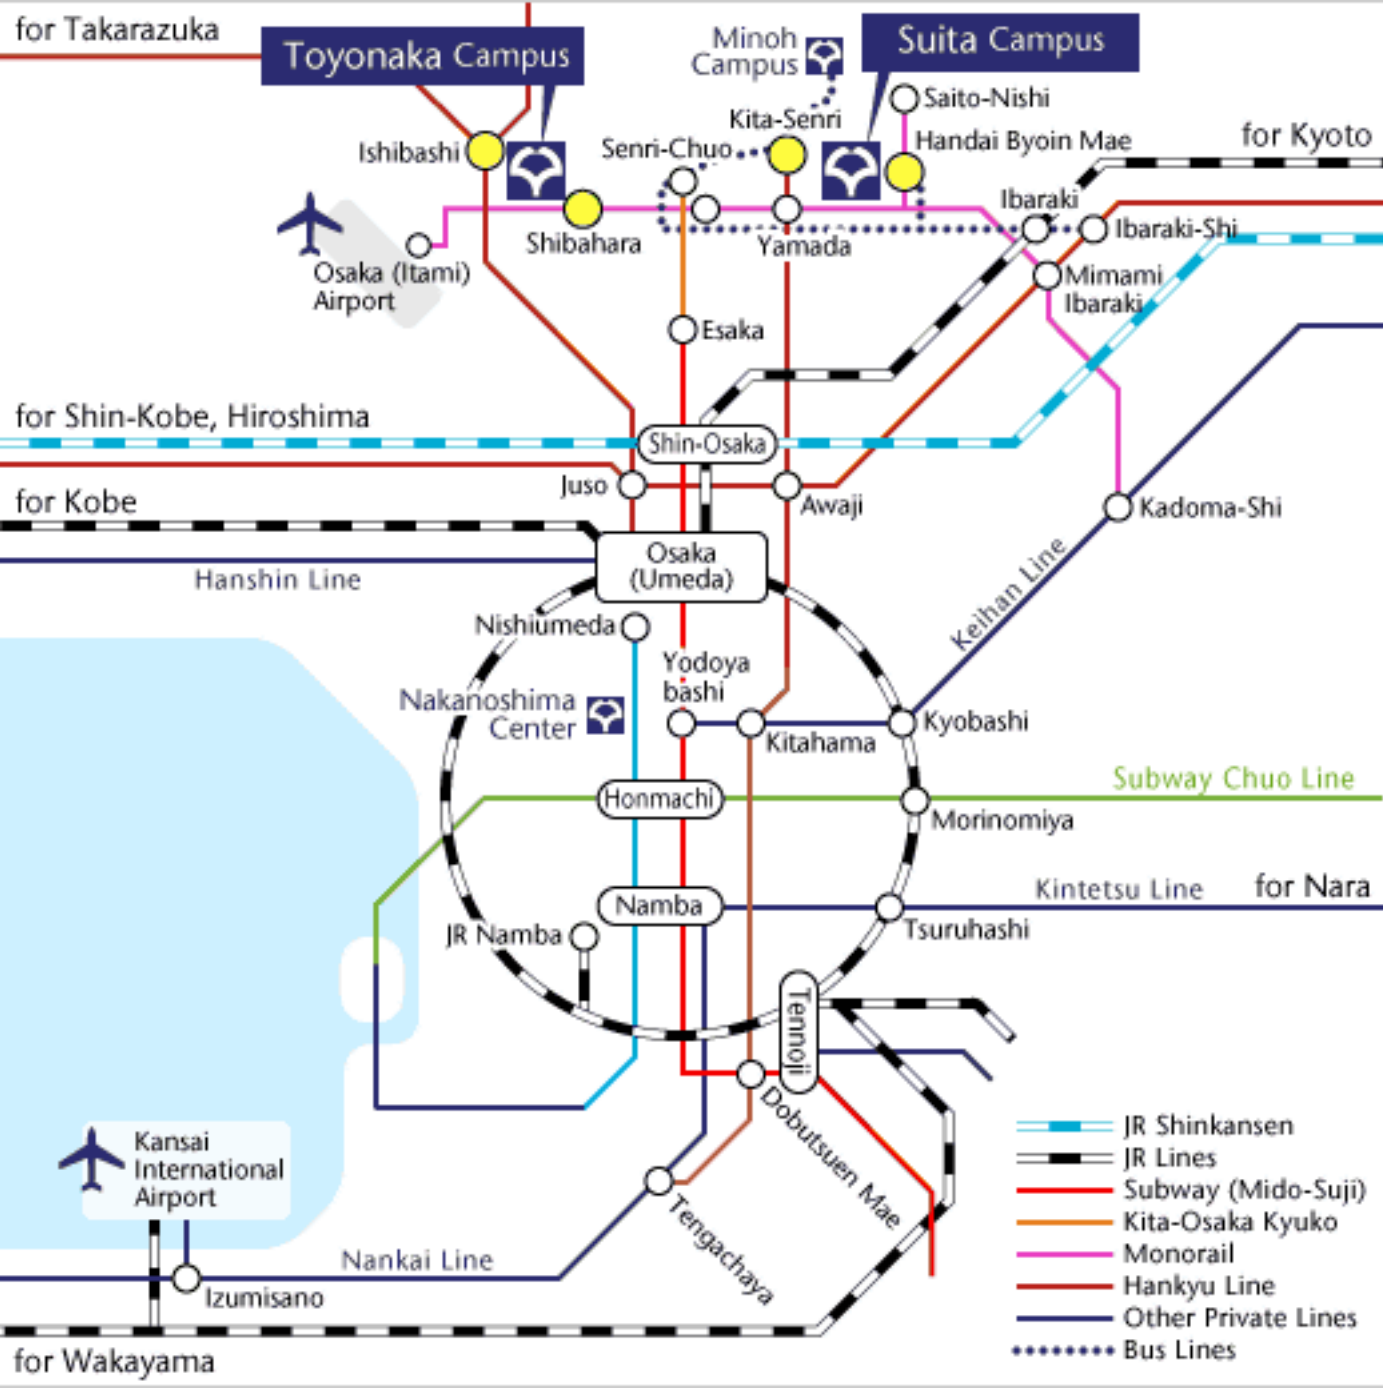 for Takarazuka
Toyonaka Campus
Minoh
Campus
Suita Campus
Saito-Nishi
Kita-Senri
Handai Byoin Mae
for Kyoto
Ishibashi
Senri-Chuo
Ibaraki
Ibaraki-Shi
Shibahara
Yamada
Osaka (Itami)
Airport
Mimami
Ibaraki
Esaka
for Shin-Kobe, Hiroshima
Shin-Osaka
Juso
Awaji
for Kobe
Kadoma-Shi
Osaka
(Umeda)
Hanshin Line
Keihan Line
Nishiumeda
Yodoya
bashi
Nakanoshima
Center
Kitahama
Kyobashi
Subway Chuo Line
Honmachi
Morinomiya
Kintetsu Line
for Nara
Namba
JR Namba
Tsuruhashi
Tennoji
Dobutsuen Mae
Kansai
International
Airport
Tengachaya
Nankai Line
Izumisano
for Wakayama
JR Shinkansen
JR Lines
Subway (Mido-Suji)
Kita-Osaka Kyuko
Monorail
Hankyu Line
Other Private Lines
Bus Lines